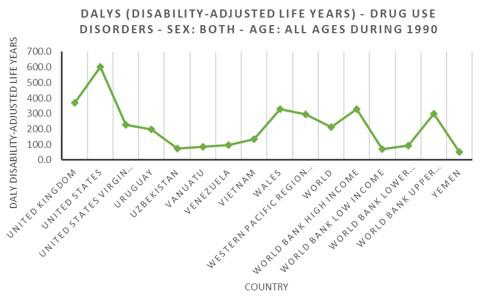 DALYS (DISABILITY-ADJUSTED LIFE YEARS) - DRUG USE
DISORDERS - SEX: BOTH - AGE: ALL AGES DURING 1990
DALY DISABILITY-ADJUSTED LIFE YEARS
700.0
600.0
500.0
400.0
300.0
200.0
100.0
0.0
UNITED KINGDOM
UNITED STATES
UNITED STATES VIRGIN...
URUGUAY
UZBEKISTAN
VANUATU
VENEZUELA
VIETNAM
WALES
WESTERN PACIFIC REGION...
WORLD
WORLD BANK HIGH INCOME
WORLD BANK LOW INCOME
WORLD BANK LOWER...
WORLD BANK UPPER...
YEMEN
COUNTRY